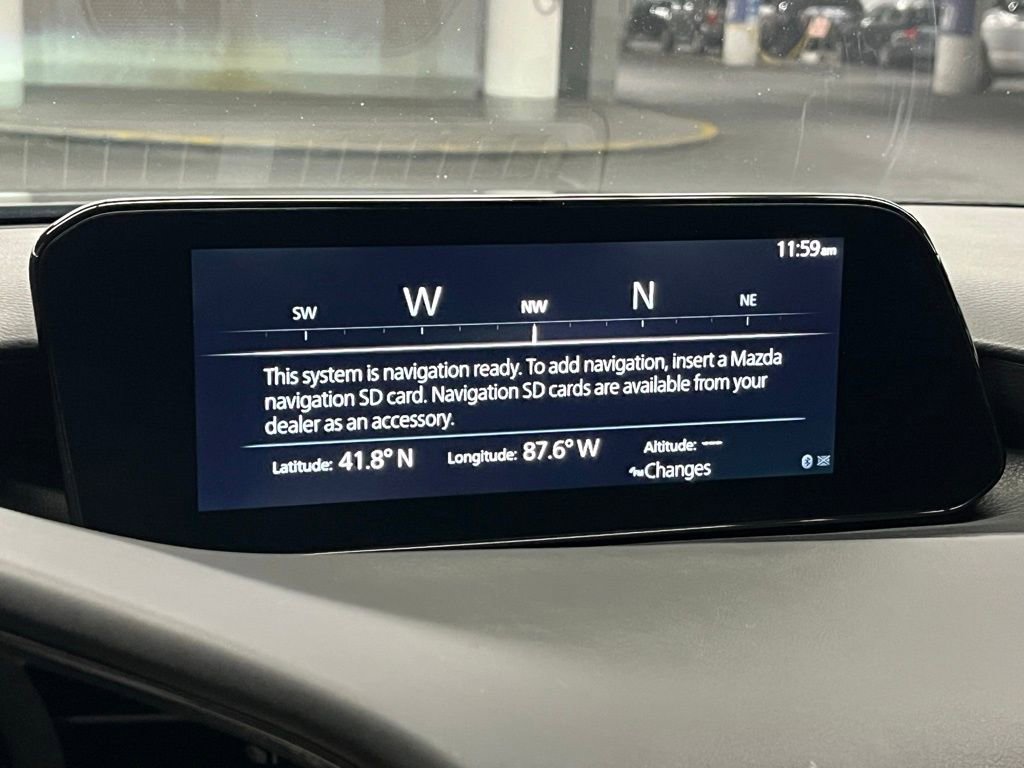 11:59am
SW W NW N NE
This system is navigation ready. To add navigation, insert a Mazda
navigation SD card. Navigation SD cards are available from your
dealer as an accessory.
Latitude: 41.8° N Longitude: 87.6° W Altitude: ---
FM Changes